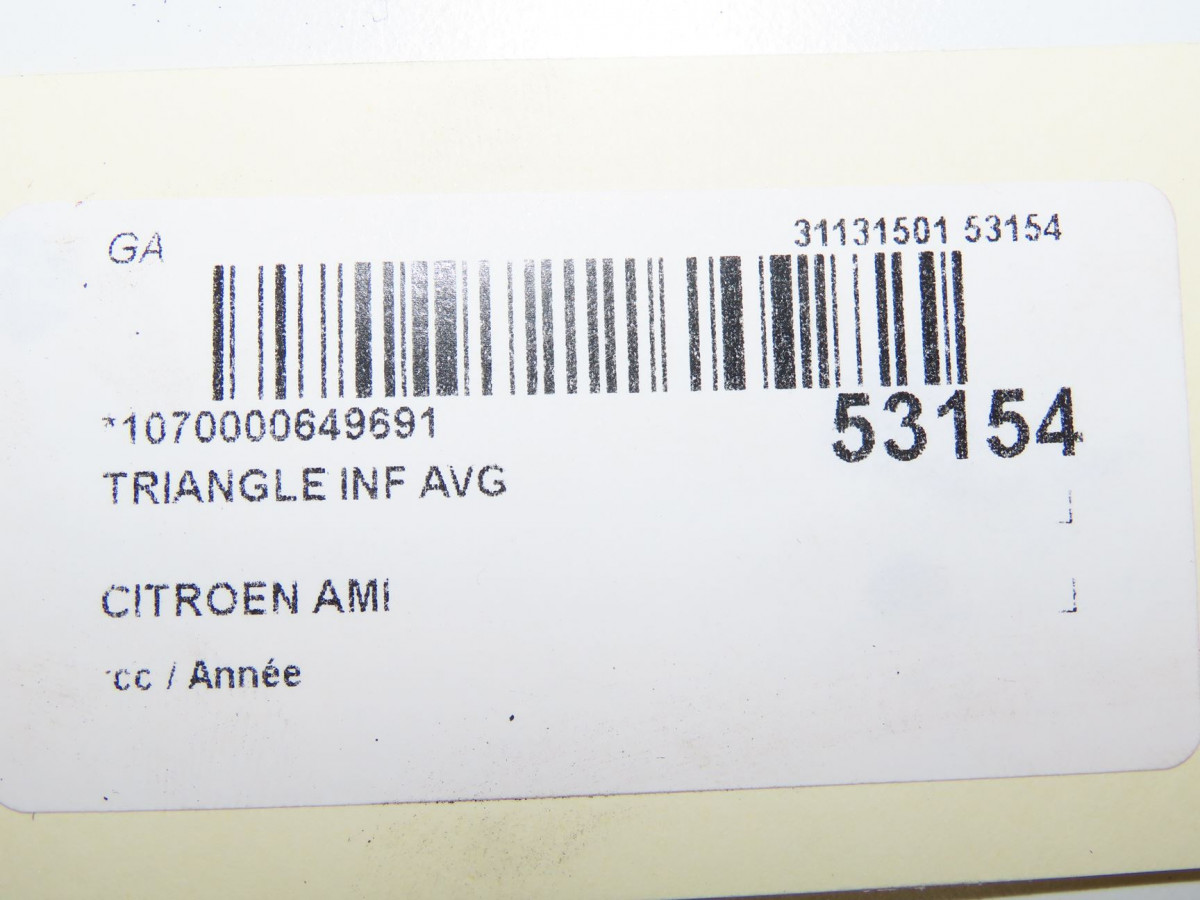 GA
31131501 53154
*1070000649691
53154
TRIANGLE INF AVG
CITROEN AMI
cc / Année